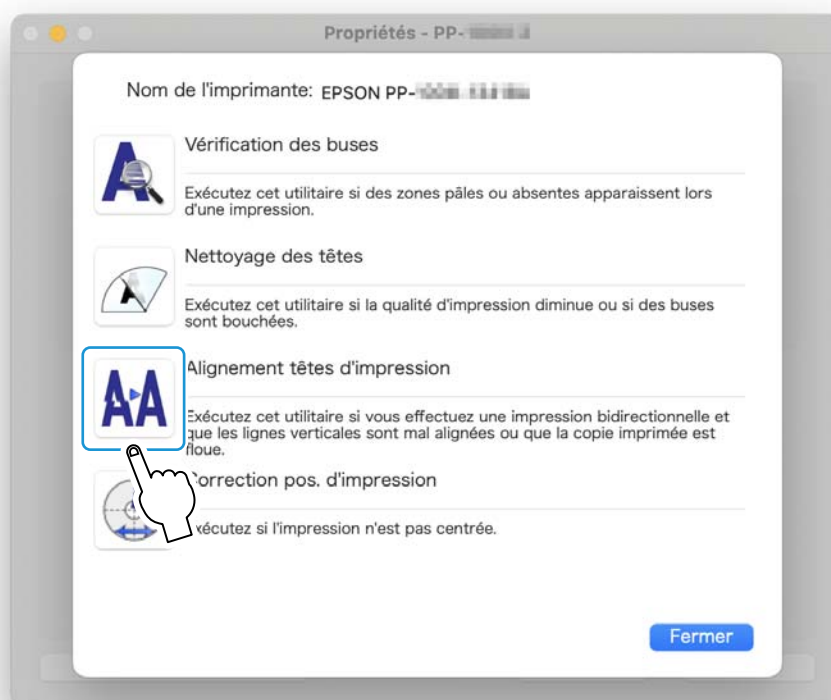 Propriétés - PP-
Nom de l'imprimante: EPSON PP-
Vérification des buses
Exécutez cet utilitaire si des zones pâles ou absentes apparaissent lors
d'une impression.
Nettoyage des têtes
Exécutez cet utilitaire si la qualité d'impression diminue ou si des buses
sont bouchées.
Alignement têtes d'impression
Exécutez cet utilitaire si vous effectuez une impression bidirectionnelle et
que les lignes verticales sont mal alignées ou que la copie imprimée est
floue.
Correction pos. d'impression
Exécutez si l'impression n'est pas centrée.
Fermer